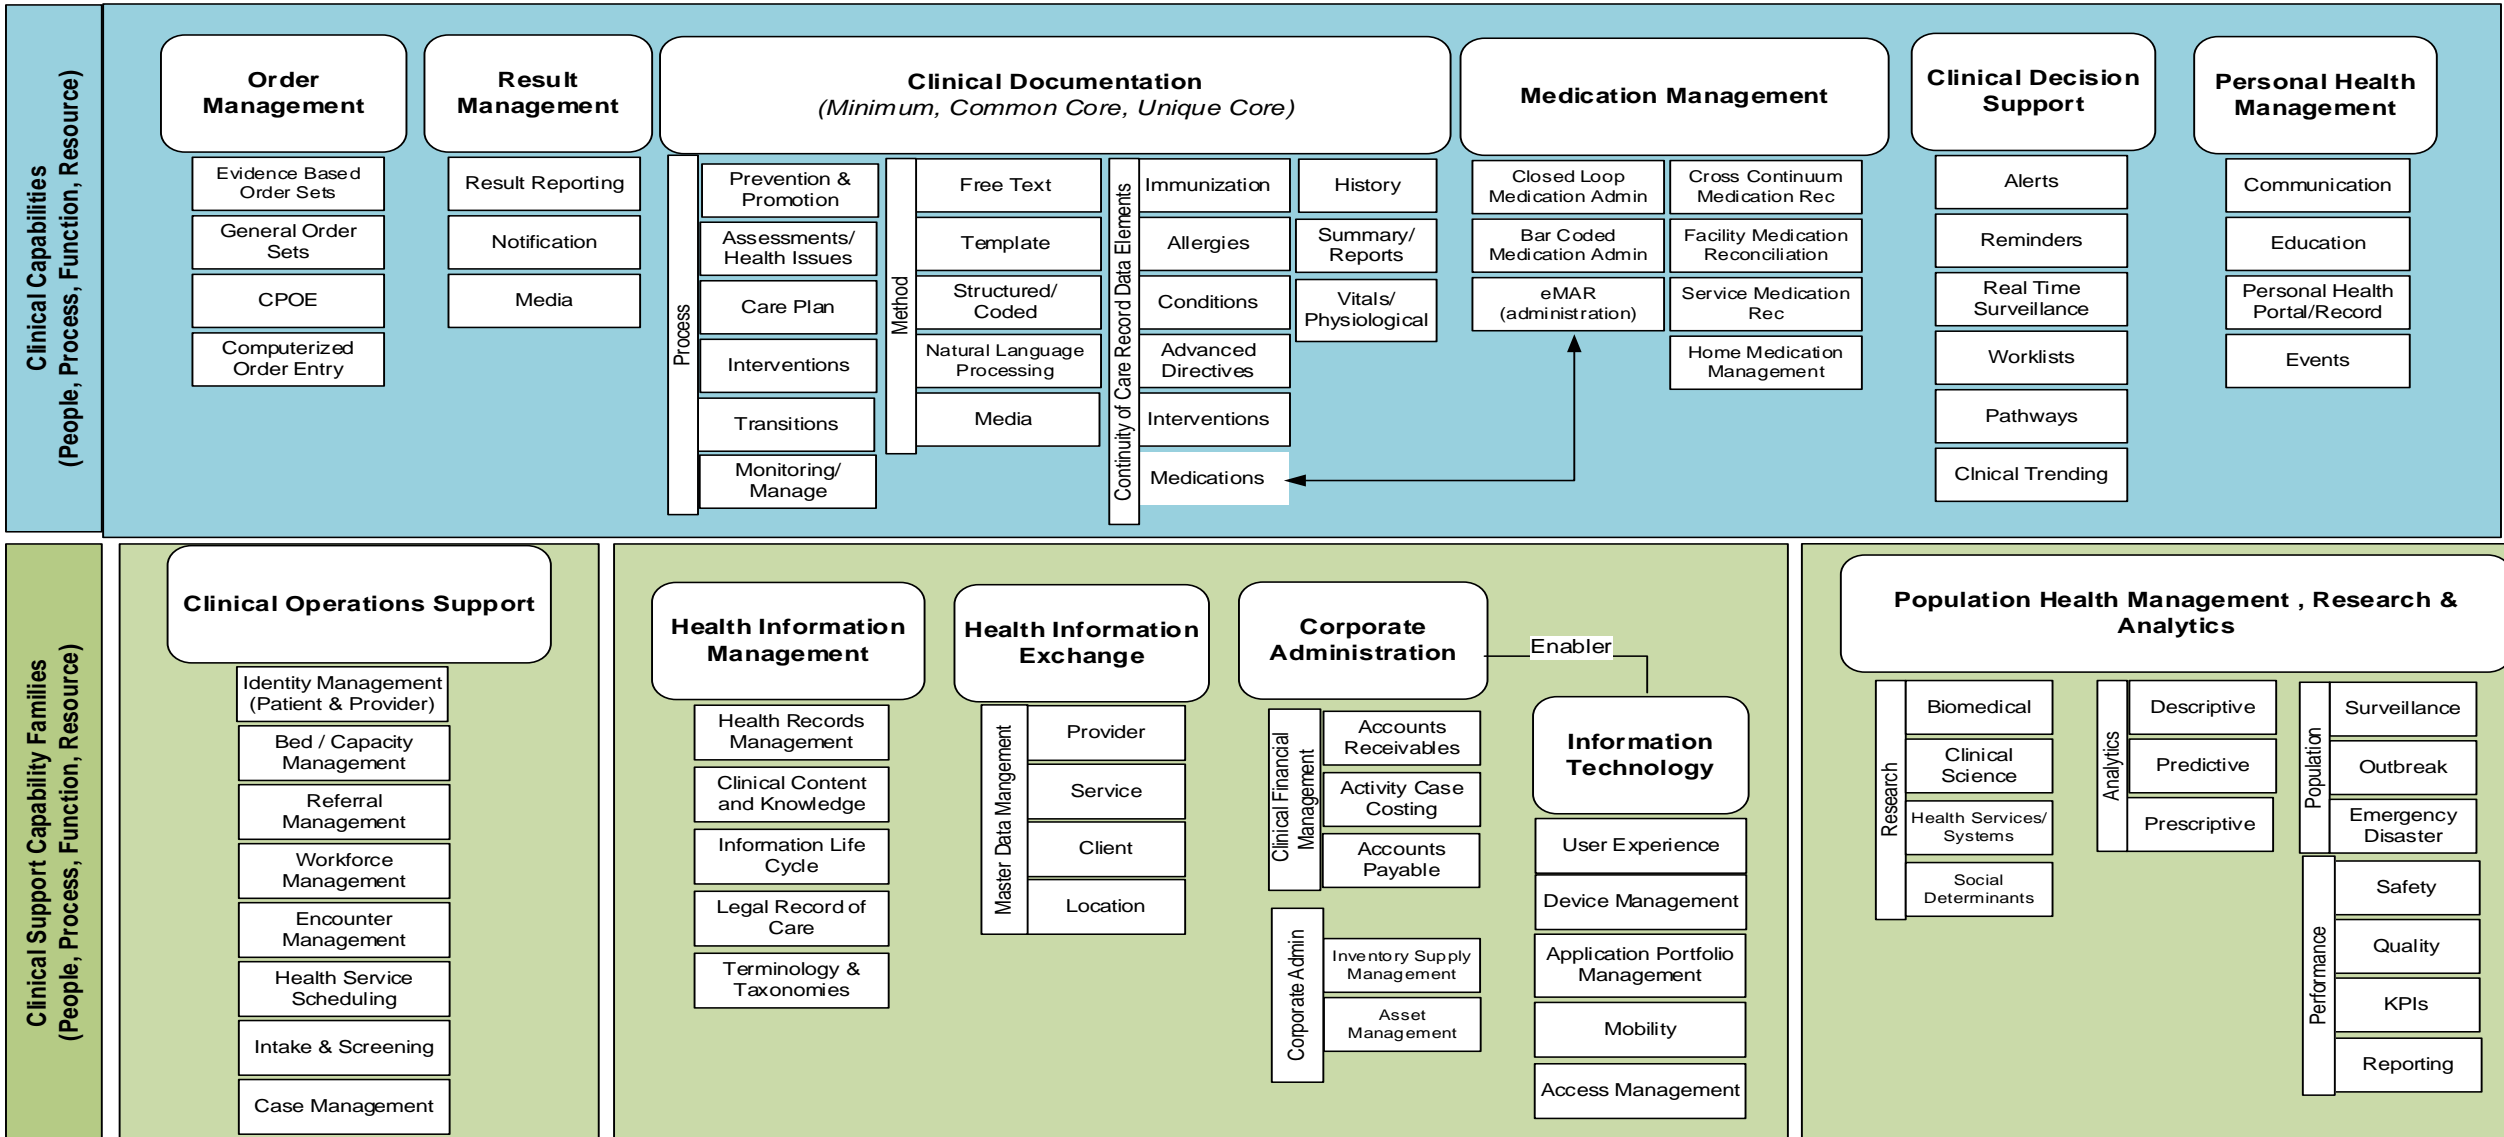 Clinical Capabilities
(People, Process, Function, Resource)
Order
Management
Evidence Based
Order Sets
General Order
Sets
CPOE
Computerized
Order Entry
Result
Management
Result Reporting
Notification
Media
Clinical Documentation
(Minimum, Common Core, Unique Core)
Process
Prevention &
Promotion
Assessments/
Health Issues
Care Plan
Interventions
Transitions
Monitoring/
Manage
Method
Free Text
Template
Structured/
Coded
Natural Language
Processing
Media
Continuity of Care Record Data Elements
Immunization
Allergies
Conditions
Advanced
Directives
Interventions
Medications
History
Summary/
Reports
Vitals/
Physiological
Medication Management
Closed Loop
Medication Admin
Bar Coded
Medication Admin
eMAR
(administration)
Cross Continuum
Medication Rec
Facility Medication
Reconciliation
Service Medication
Rec
Home Medication
Management
Clinical Decision
Support
Alerts
Reminders
Real Time
Surveillance
Worklists
Pathways
Clnical Trending
Personal Health
Management
Communication
Education
Personal Health
Portal/Record
Events
Clinical Support Capability Families
(People, Process, Function, Resource)
Clinical Operations Support
Identity Management
(Patient & Provider)
Bed / Capacity
Management
Referral
Management
Workforce
Management
Encounter
Management
Health Service
Scheduling
Intake & Screening
Case Management
Health Information
Management
Health Records
Management
Clinical Content
and Knowledge
Information Life
Cycle
Legal Record of
Care
Terminology &
Taxonomies
Health Information
Exchange
Master Data Mangement
Provider
Service
Client
Location
Corporate
Administration
Enabler
Clinical Financial
Management
Accounts
Receivables
Activity Case
Costing
Accounts
Payable
Corporate Admin
Inventory Supply
Management
Asset
Management
Information
Technology
User Experience
Device Management
Application Portfolio
Management
Mobility
Access Management
Population Health Management , Research &
Analytics
Research
Biomedical
Clinical
Science
Health Services/
Systems
Social
Determinants
Analytics
Descriptive
Predictive
Prescriptive
Population
Surveillance
Outbreak
Emergency
Disaster
Performance
Safety
Quality
KPIs
Reporting